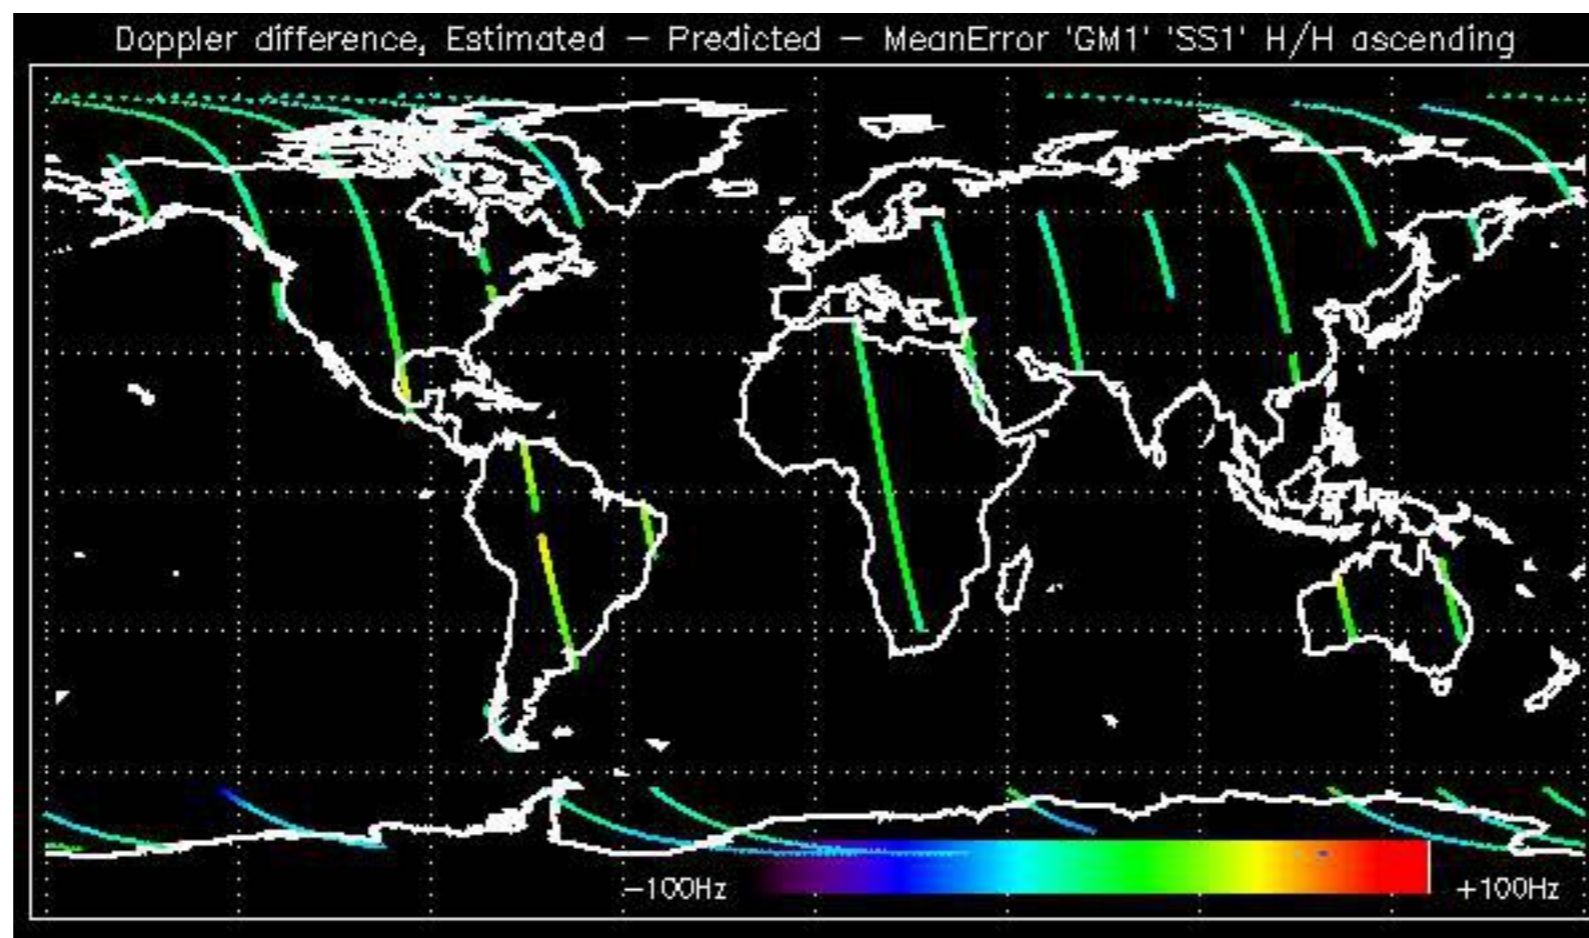 Doppler difference, Estimated – Predicted – MeanError 'GM1' 'SS1' H/H ascending
−100Hz +100Hz